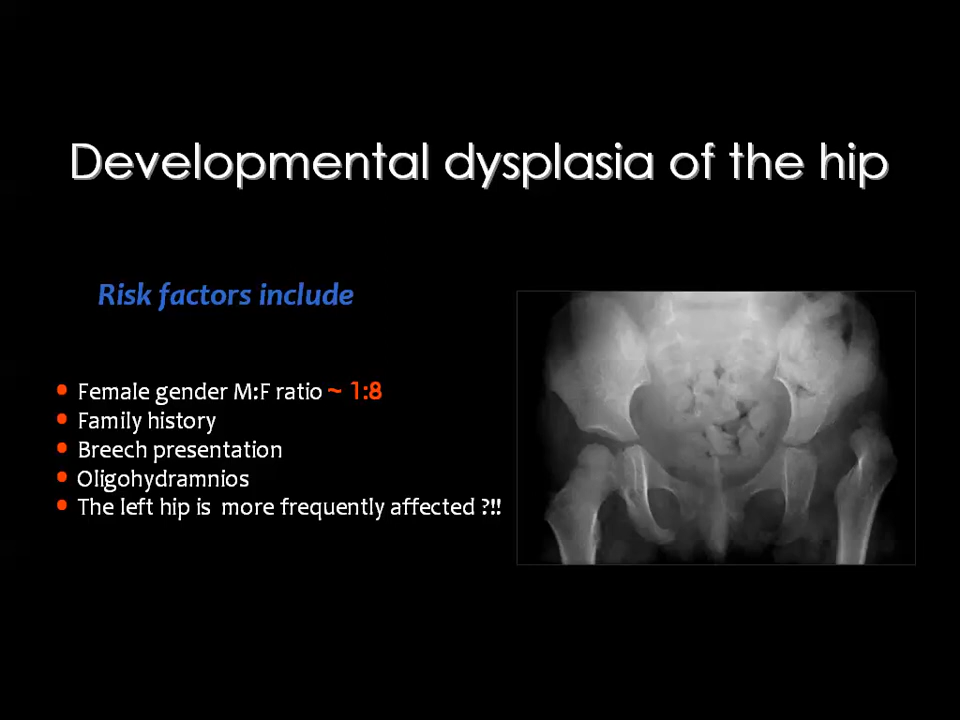 Developmental dysplasia of the hip
Risk factors include
• Female gender M:F ratio ~ 1:8
• Family history
• Breech presentation
• Oligohydramnios
• The left hip is more frequently affected ?!!